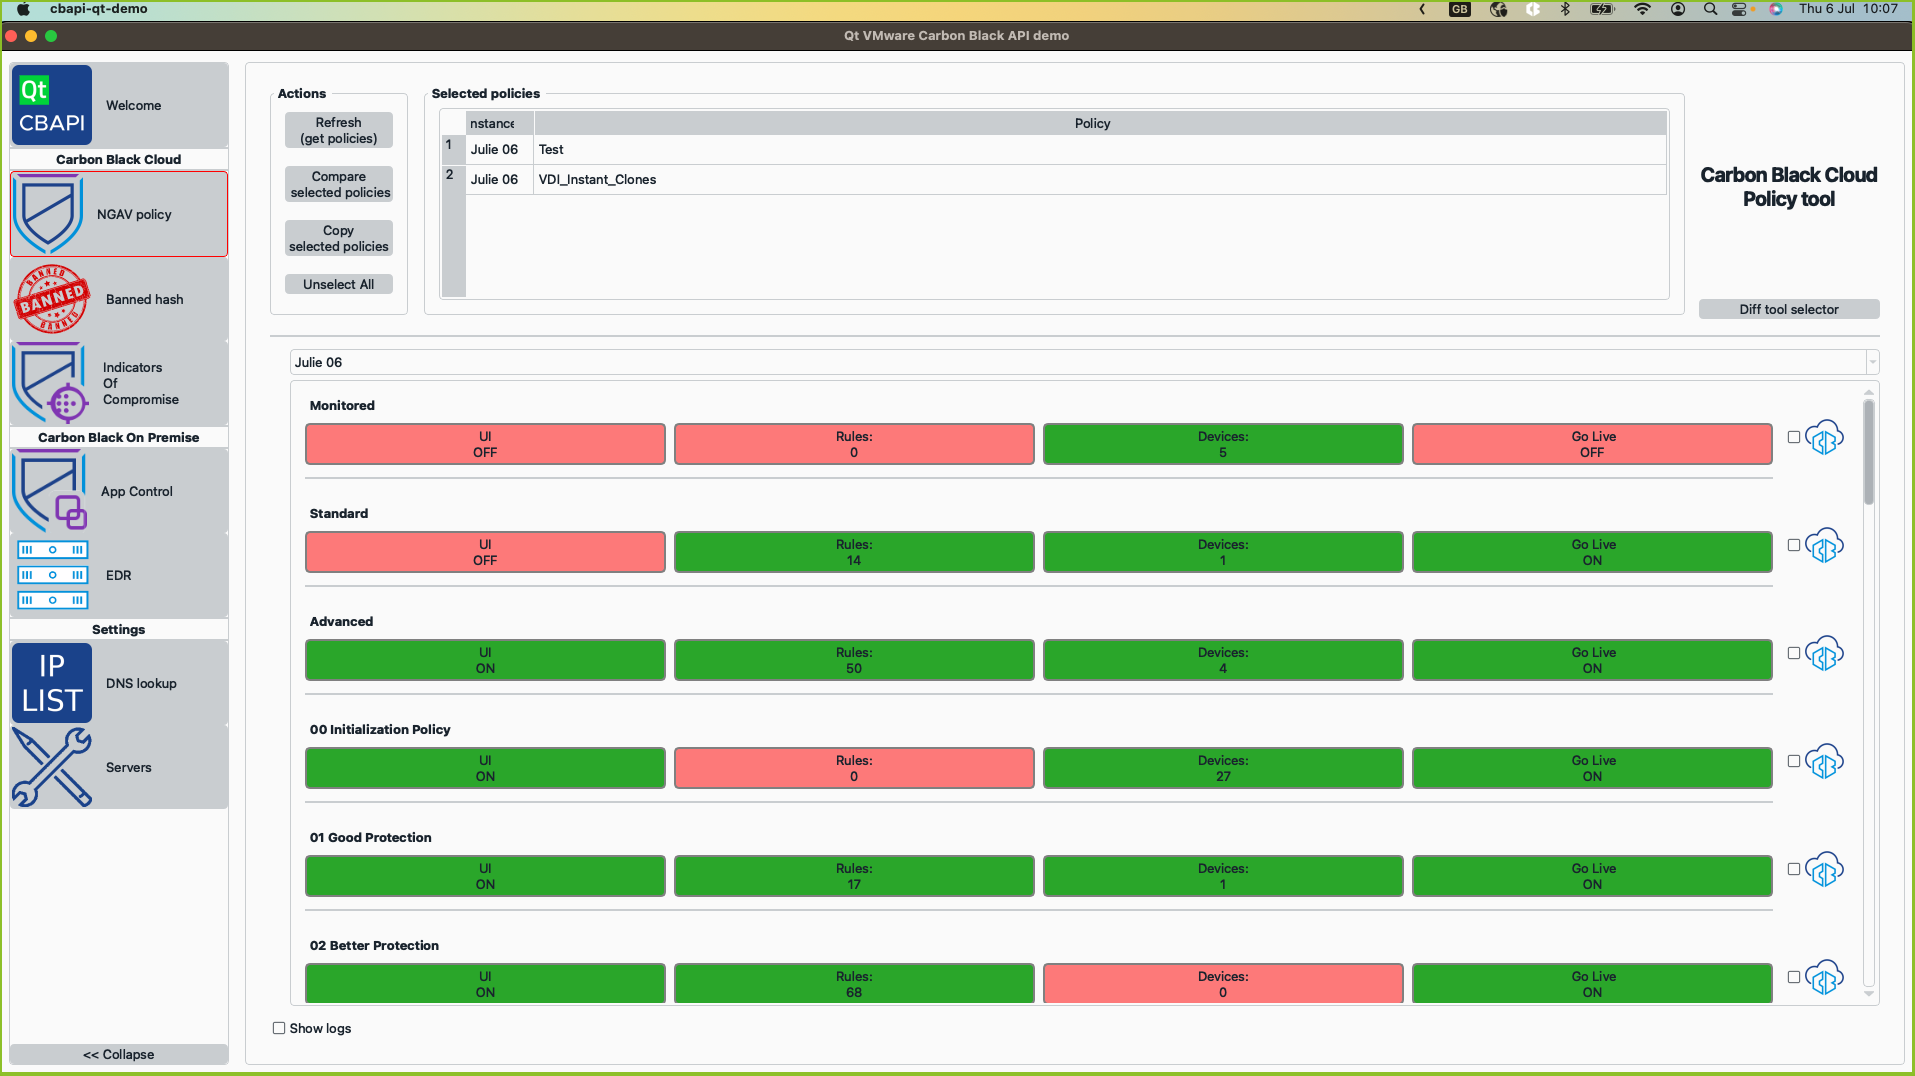 cbapi-qt-demo
GB
Thu 6 Jul 10:07
Qt VMware Carbon Black API demo
Qt
CBAPI
Welcome
Carbon Black Cloud
NGAV policy
BANNED
BANNED
BANNED
Banned hash
Indicators
Of
Compromise
Carbon Black On Premise
App Control
EDR
Settings
IP
LIST
DNS lookup
Servers
<< Collapse
Actions
Refresh
(get policies)
Compare
selected policies
Copy
selected policies
Unselect All
Selected policies
nstance
Policy
1
Julie 06
Test
2
Julie 06
VDI_Instant_Clones
Carbon Black Cloud
Policy tool
Diff tool selector
Julie 06
Monitored
UI
OFF
Rules:
0
Devices:
5
Go Live
OFF
Standard
UI
OFF
Rules:
14
Devices:
1
Go Live
ON
Advanced
UI
ON
Rules:
50
Devices:
4
Go Live
ON
00 Initialization Policy
UI
ON
Rules:
0
Devices:
27
Go Live
ON
01 Good Protection
UI
ON
Rules:
17
Devices:
1
Go Live
ON
02 Better Protection
UI
ON
Rules:
68
Devices:
0
Go Live
ON
Show logs